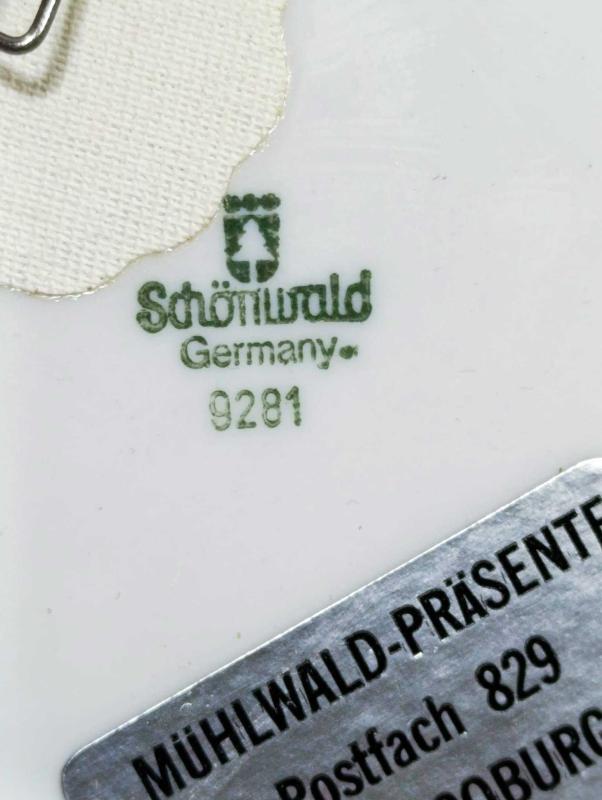 Schönwald
Germany
9281
MÜHLWALD-PRÄSENTE
Postfach 829